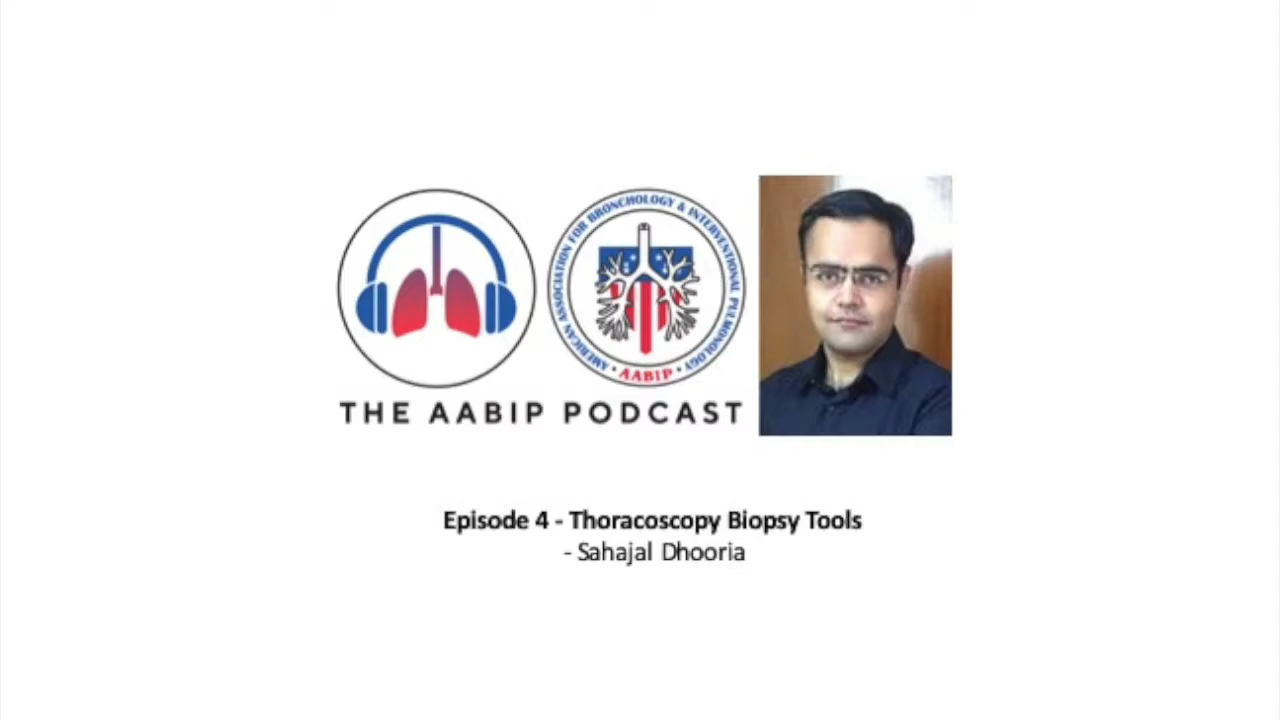 AMERICAN ASSOCIATION FOR BRONCHOLOGY & INTERVENTIONAL PULMONOLOGY
• AABIP •
THE AABIP PODCAST
Episode 4 - Thoracoscopy Biopsy Tools
- Sahajal Dhooria